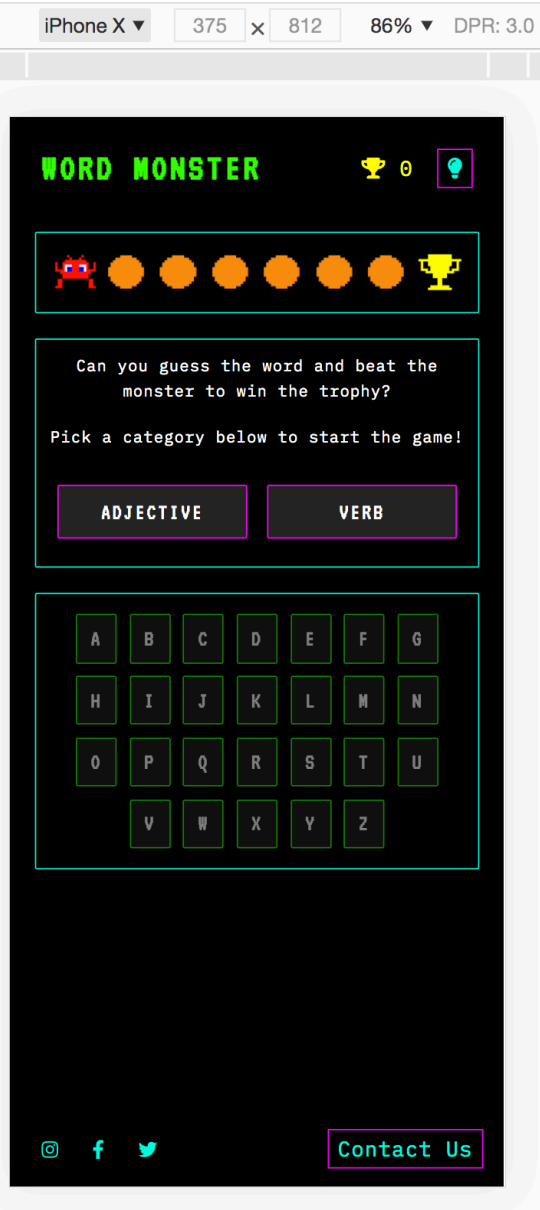 iPhone X ▼ 375 × 812 86% ▼ DPR: 3.0
WORD MONSTER 0
Can you guess the word and beat the
monster to win the trophy?
Pick a category below to start the game!
ADJECTIVE VERB
A B C D E F G
H I J K L M N
O P Q R S T U
V W X Y Z
Contact Us